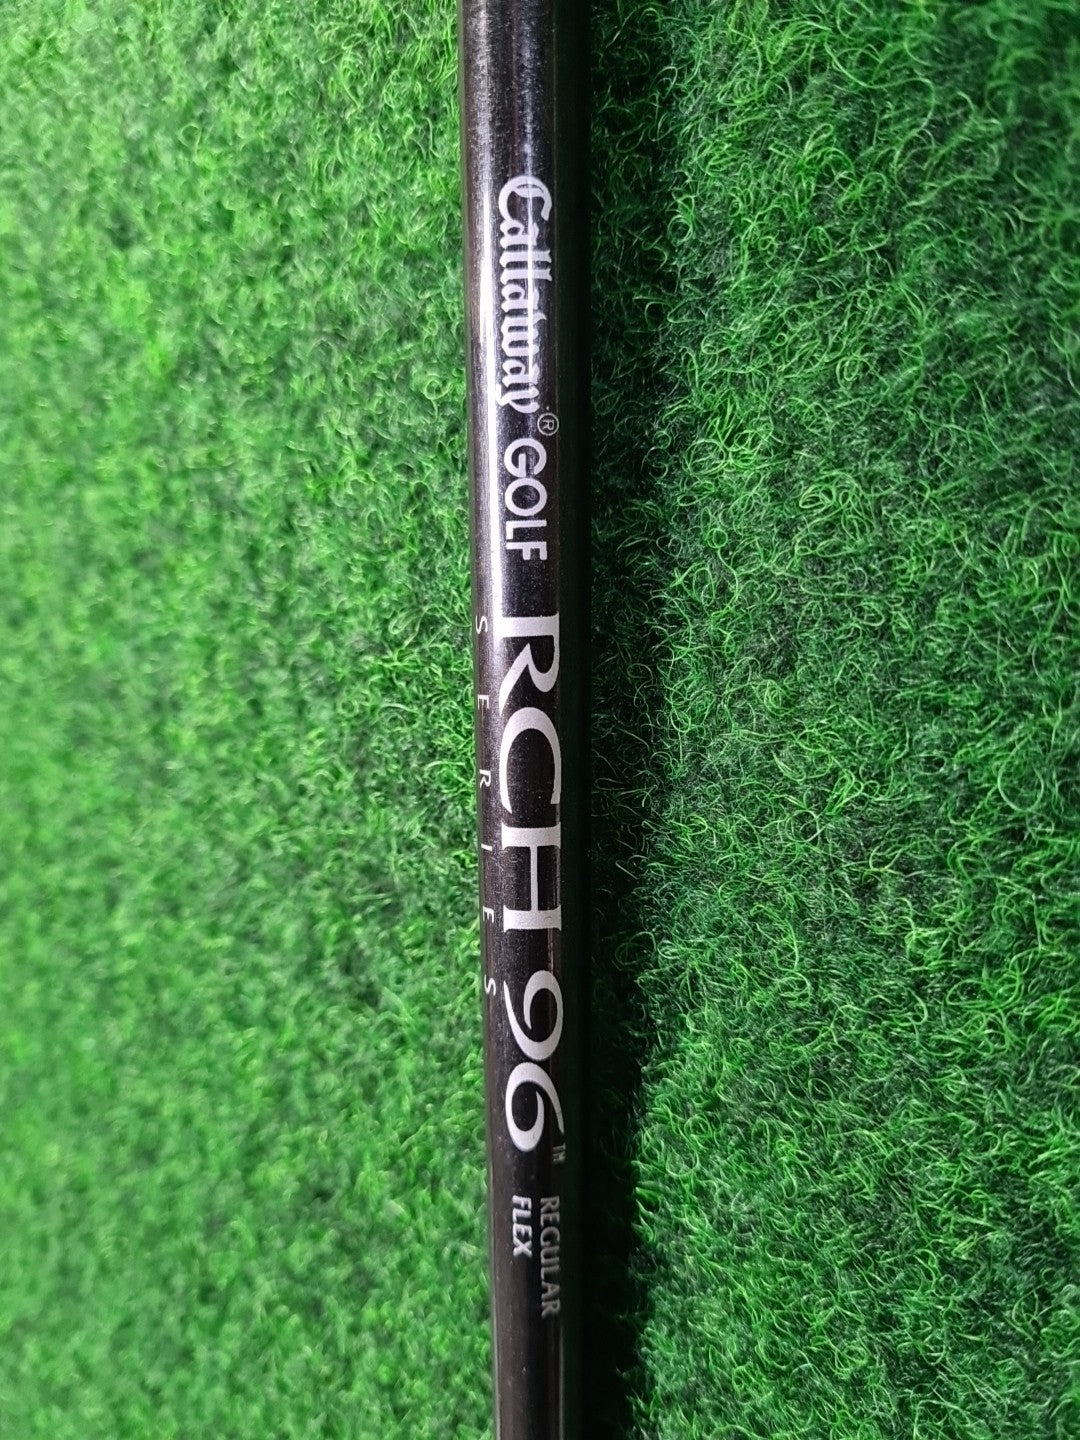 Callaway® GOLF RCH 96™ REGULAR FLEX
SERIES